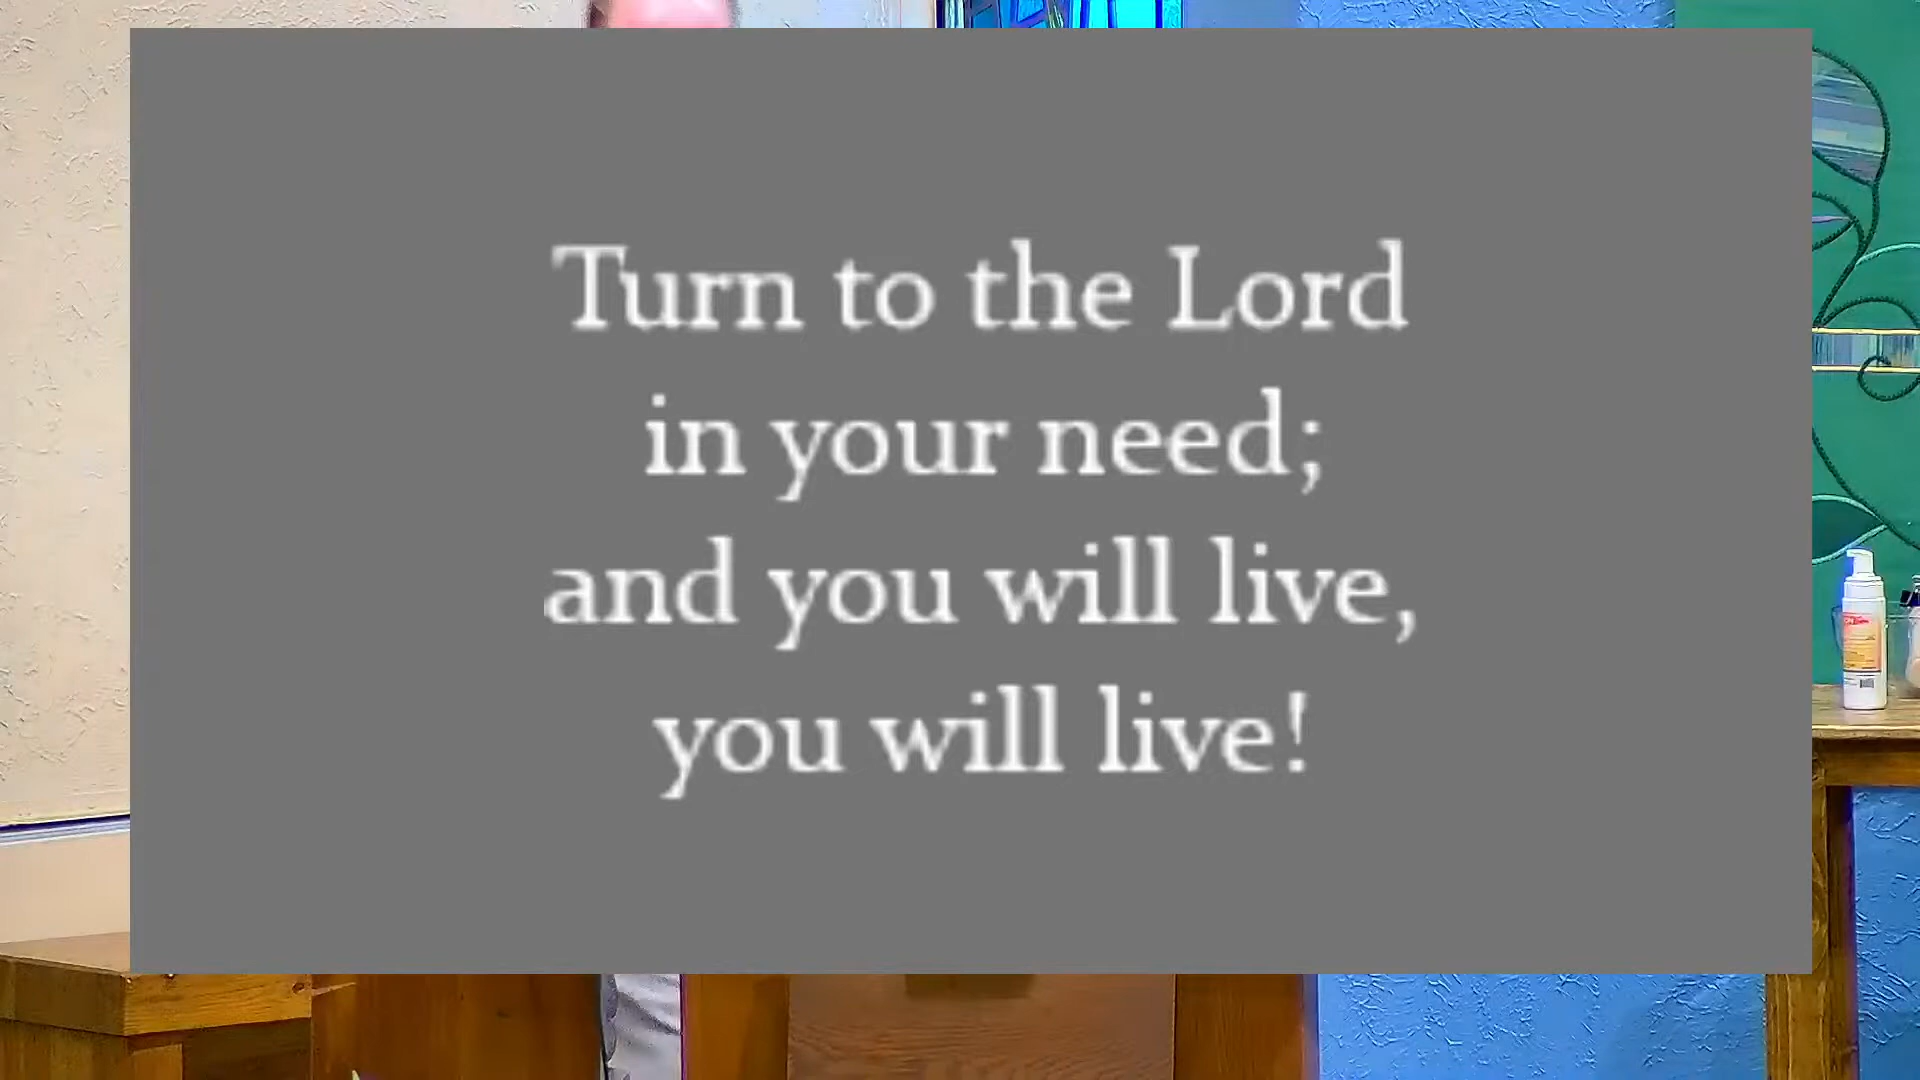 Turn to the Lord
in your need;
and you will live,
you will live!